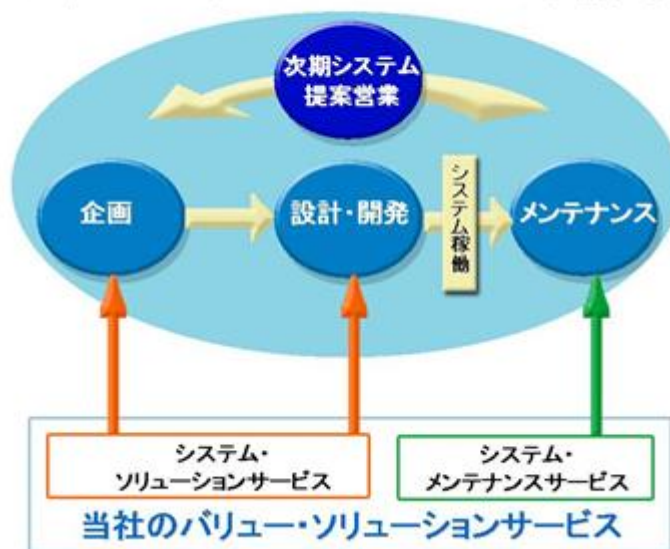 次期システム
提案営業
企画
設計・開発
システム稼働
メンテナンス
システム・
ソリューションサービス
システム・
メンテナンスサービス
当社のバリュー・ソリューションサービス